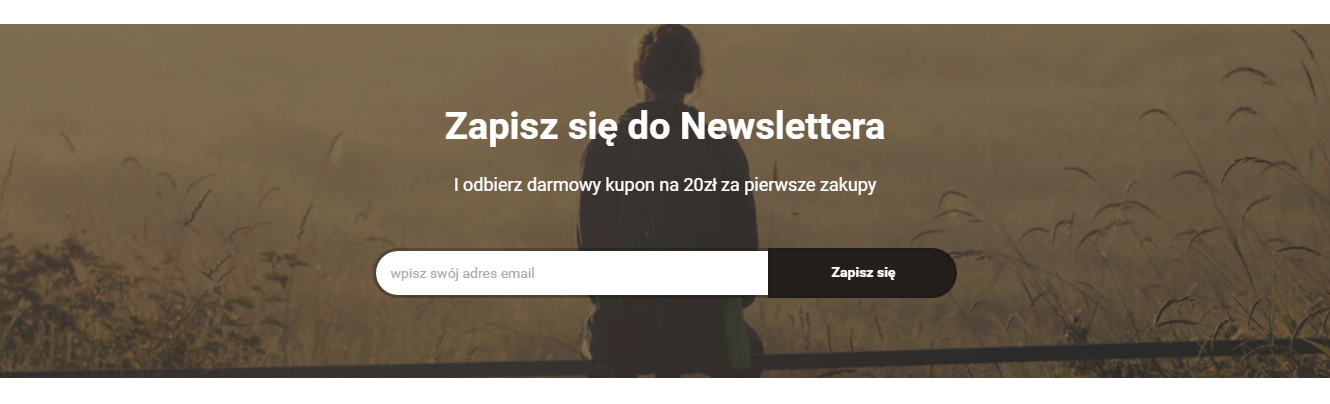 Zapisz się do Newslettera
I odbierz darmowy kupon na 20zł za pierwsze zakupy
wpisz swój adres email
Zapisz się